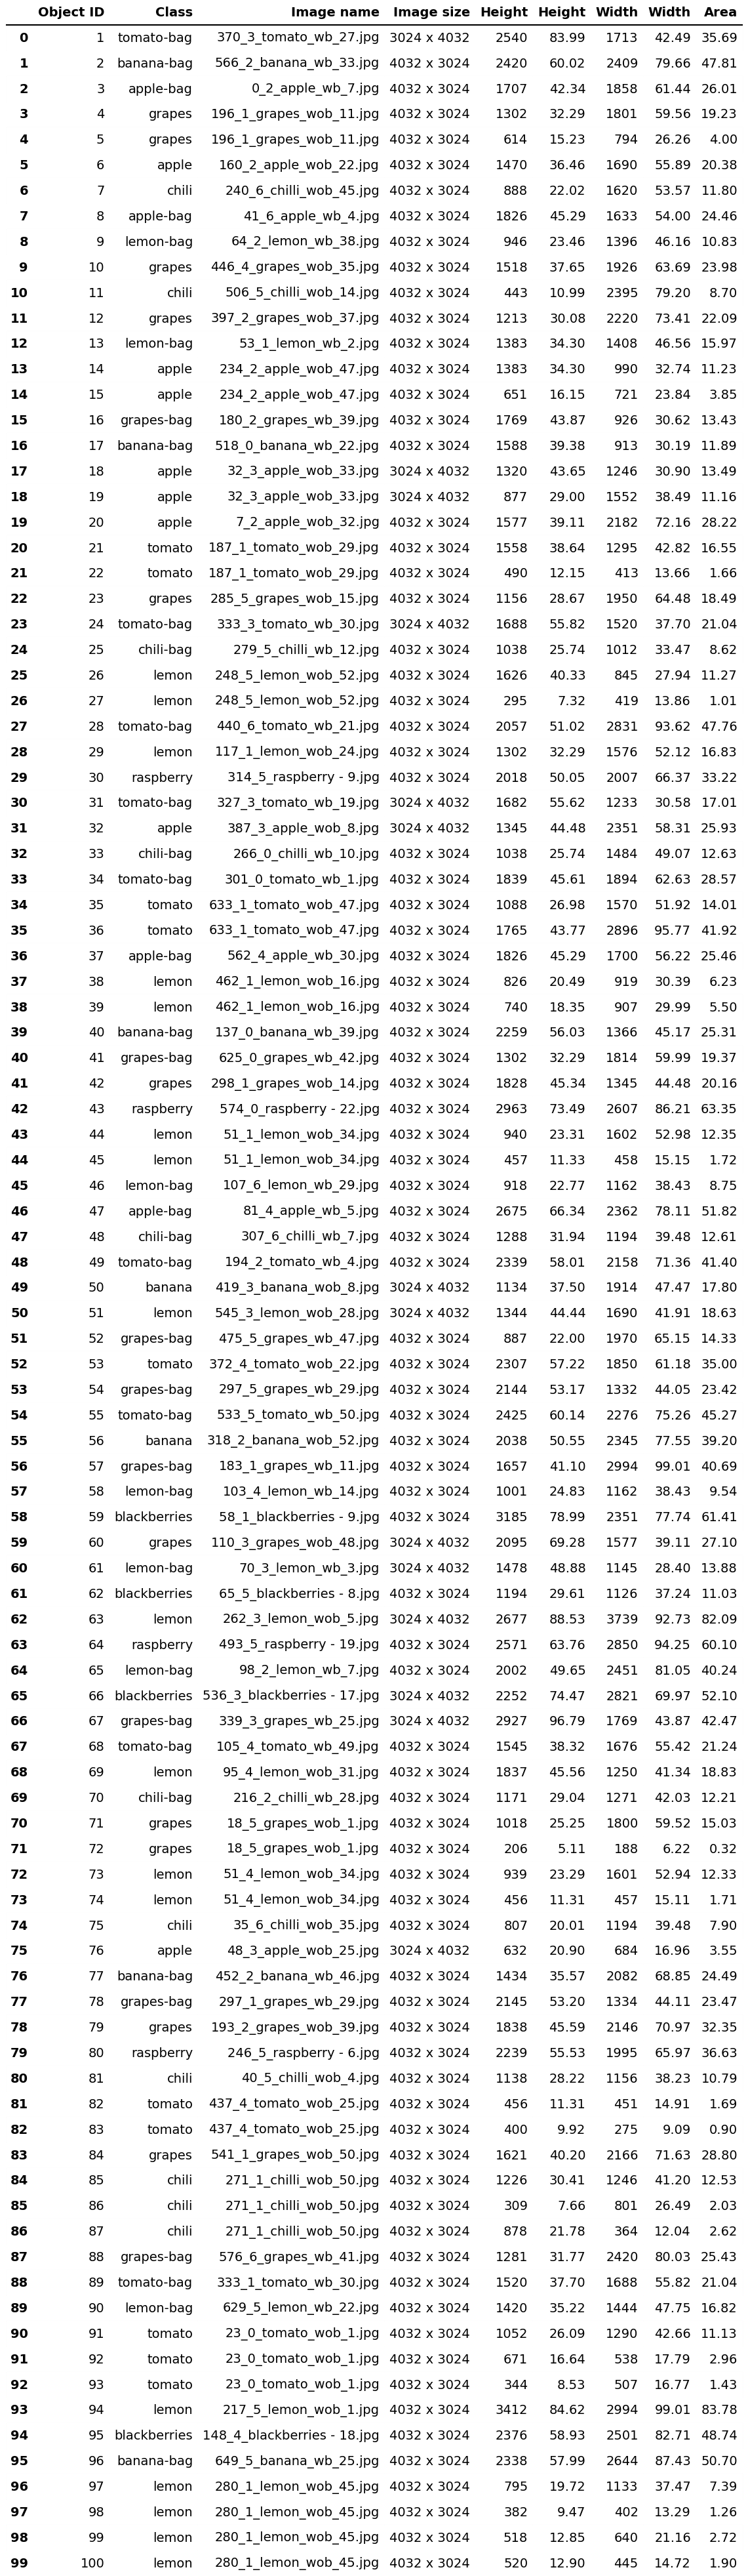 Object ID Class Image name Image size Height Height Width Width Area
0 1 tomato-bag 370_3_tomato_wb_27.jpg 3024 x 4032 2540 83.99 1713 42.49 35.69
1 2 banana-bag 566_2_banana_wb_33.jpg 4032 x 3024 2420 60.02 2409 79.66 47.81
2 3 apple-bag 0_2_apple_wb_7.jpg 4032 x 3024 1707 42.34 1858 61.44 26.01
3 4 grapes 196_1_grapes_wob_11.jpg 4032 x 3024 1302 32.29 1801 59.56 19.23
4 5 grapes 196_1_grapes_wob_11.jpg 4032 x 3024 614 15.23 794 26.26 4.00
5 6 apple 160_2_apple_wob_22.jpg 4032 x 3024 1470 36.46 1690 55.89 20.38
6 7 chili 240_6_chilli_wob_45.jpg 4032 x 3024 888 22.02 1620 53.57 11.80
7 8 apple-bag 41_6_apple_wb_4.jpg 4032 x 3024 1826 45.29 1633 54.00 24.46
8 9 lemon-bag 64_2_lemon_wb_38.jpg 4032 x 3024 946 23.46 1396 46.16 10.83
9 10 grapes 446_4_grapes_wob_35.jpg 4032 x 3024 1518 37.65 1926 63.69 23.98
10 11 chili 506_5_chilli_wob_14.jpg 4032 x 3024 443 10.99 2395 79.20 8.70
11 12 grapes 397_2_grapes_wob_37.jpg 4032 x 3024 1213 30.08 2220 73.41 22.09
12 13 lemon-bag 53_1_lemon_wb_2.jpg 4032 x 3024 1383 34.30 1408 46.56 15.97
13 14 apple 234_2_apple_wob_47.jpg 4032 x 3024 1383 34.30 990 32.74 11.23
14 15 apple 234_2_apple_wob_47.jpg 4032 x 3024 651 16.15 721 23.84 3.85
15 16 grapes-bag 180_2_grapes_wb_39.jpg 4032 x 3024 1769 43.87 926 30.62 13.43
16 17 banana-bag 518_0_banana_wb_22.jpg 4032 x 3024 1588 39.38 913 30.19 11.89
17 18 apple 32_3_apple_wob_33.jpg 3024 x 4032 1320 43.65 1246 30.90 13.49
18 19 apple 32_3_apple_wob_33.jpg 3024 x 4032 877 29.00 1552 38.49 11.16
19 20 apple 7_2_apple_wob_32.jpg 4032 x 3024 1577 39.11 2182 72.16 28.22
20 21 tomato 187_1_tomato_wob_29.jpg 4032 x 3024 1558 38.64 1295 42.82 16.55
21 22 tomato 187_1_tomato_wob_29.jpg 4032 x 3024 490 12.15 413 13.66 1.66
22 23 grapes 285_5_grapes_wob_15.jpg 4032 x 3024 1156 28.67 1950 64.48 18.49
23 24 tomato-bag 333_3_tomato_wb_30.jpg 3024 x 4032 1688 55.82 1520 37.70 21.04
24 25 chili-bag 279_5_chilli_wb_12.jpg 4032 x 3024 1038 25.74 1012 33.47 8.62
25 26 lemon 248_5_lemon_wob_52.jpg 4032 x 3024 1626 40.33 845 27.94 11.27
26 27 lemon 248_5_lemon_wob_52.jpg 4032 x 3024 295 7.32 419 13.86 1.01
27 28 tomato-bag 440_6_tomato_wb_21.jpg 4032 x 3024 2057 51.02 2831 93.62 47.76
28 29 lemon 117_1_lemon_wob_24.jpg 4032 x 3024 1302 32.29 1576 52.12 16.83
29 30 raspberry 314_5_raspberry - 9.jpg 4032 x 3024 2018 50.05 2007 66.37 33.22
30 31 tomato-bag 327_3_tomato_wb_19.jpg 3024 x 4032 1682 55.62 1233 30.58 17.01
31 32 apple 387_3_apple_wob_8.jpg 3024 x 4032 1345 44.48 2351 58.31 25.93
32 33 chili-bag 266_0_chilli_wb_10.jpg 4032 x 3024 1038 25.74 1484 49.07 12.63
33 34 tomato-bag 301_0_tomato_wb_1.jpg 4032 x 3024 1839 45.61 1894 62.63 28.57
34 35 tomato 633_1_tomato_wob_47.jpg 4032 x 3024 1088 26.98 1570 51.92 14.01
35 36 tomato 633_1_tomato_wob_47.jpg 4032 x 3024 1765 43.77 2896 95.77 41.92
36 37 apple-bag 562_4_apple_wb_30.jpg 4032 x 3024 1826 45.29 1700 56.22 25.46
37 38 lemon 462_1_lemon_wob_16.jpg 4032 x 3024 826 20.49 919 30.39 6.23
38 39 lemon 462_1_lemon_wob_16.jpg 4032 x 3024 740 18.35 907 29.99 5.50
39 40 banana-bag 137_0_banana_wb_39.jpg 4032 x 3024 2259 56.03 1366 45.17 25.31
40 41 grapes-bag 625_0_grapes_wb_42.jpg 4032 x 3024 1302 32.29 1814 59.99 19.37
41 42 grapes 298_1_grapes_wob_14.jpg 4032 x 3024 1828 45.34 1345 44.48 20.16
42 43 raspberry 574_0_raspberry - 22.jpg 4032 x 3024 2963 73.49 2607 86.21 63.35
43 44 lemon 51_1_lemon_wob_34.jpg 4032 x 3024 940 23.31 1602 52.98 12.35
44 45 lemon 51_1_lemon_wob_34.jpg 4032 x 3024 457 11.33 458 15.15 1.72
45 46 lemon-bag 107_6_lemon_wb_29.jpg 4032 x 3024 918 22.77 1162 38.43 8.75
46 47 apple-bag 81_4_apple_wb_5.jpg 4032 x 3024 2675 66.34 2362 78.11 51.82
47 48 chili-bag 307_6_chilli_wb_7.jpg 4032 x 3024 1288 31.94 1194 39.48 12.61
48 49 tomato-bag 194_2_tomato_wb_4.jpg 4032 x 3024 2339 58.01 2158 71.36 41.40
49 50 banana 419_3_banana_wob_8.jpg 3024 x 4032 1134 37.50 1914 47.47 17.80
50 51 lemon 545_3_lemon_wob_28.jpg 3024 x 4032 1344 44.44 1690 41.91 18.63
51 52 grapes-bag 475_5_grapes_wb_47.jpg 4032 x 3024 887 22.00 1970 65.15 14.33
52 53 tomato 372_4_tomato_wob_22.jpg 4032 x 3024 2307 57.22 1850 61.18 35.00
53 54 grapes-bag 297_5_grapes_wb_29.jpg 4032 x 3024 2144 53.17 1332 44.05 23.42
54 55 tomato-bag 533_5_tomato_wb_50.jpg 4032 x 3024 2425 60.14 2276 75.26 45.27
55 56 banana 318_2_banana_wob_52.jpg 4032 x 3024 2038 50.55 2345 77.55 39.20
56 57 grapes-bag 183_1_grapes_wb_11.jpg 4032 x 3024 1657 41.10 2994 99.01 40.69
57 58 lemon-bag 103_4_lemon_wb_14.jpg 4032 x 3024 1001 24.83 1162 38.43 9.54
58 59 blackberries 58_1_blackberries - 9.jpg 4032 x 3024 3185 78.99 2351 77.74 61.41
59 60 grapes 110_3_grapes_wob_48.jpg 3024 x 4032 2095 69.28 1577 39.11 27.10
60 61 lemon-bag 70_3_lemon_wb_3.jpg 3024 x 4032 1478 48.88 1145 28.40 13.88
61 62 blackberries 65_5_blackberries - 8.jpg 4032 x 3024 1194 29.61 1126 37.24 11.03
62 63 lemon 262_3_lemon_wob_5.jpg 3024 x 4032 2677 88.53 3739 92.73 82.09
63 64 raspberry 493_5_raspberry - 19.jpg 4032 x 3024 2571 63.76 2850 94.25 60.10
64 65 lemon-bag 98_2_lemon_wb_7.jpg 4032 x 3024 2002 49.65 2451 81.05 40.24
65 66 blackberries 536_3_blackberries - 17.jpg 3024 x 4032 2252 74.47 2821 69.97 52.10
66 67 grapes-bag 339_3_grapes_wb_25.jpg 3024 x 4032 2927 96.79 1769 43.87 42.47
67 68 tomato-bag 105_4_tomato_wb_49.jpg 4032 x 3024 1545 38.32 1676 55.42 21.24
68 69 lemon 95_4_lemon_wob_31.jpg 4032 x 3024 1837 45.56 1250 41.34 18.83
69 70 chili-bag 216_2_chilli_wb_28.jpg 4032 x 3024 1171 29.04 1271 42.03 12.21
70 71 grapes 18_5_grapes_wob_1.jpg 4032 x 3024 1018 25.25 1800 59.52 15.03
71 72 grapes 18_5_grapes_wob_1.jpg 4032 x 3024 206 5.11 188 6.22 0.32
72 73 lemon 51_4_lemon_wob_34.jpg 4032 x 3024 939 23.29 1601 52.94 12.33
73 74 lemon 51_4_lemon_wob_34.jpg 4032 x 3024 456 11.31 457 15.11 1.71
74 75 chili 35_6_chilli_wob_35.jpg 4032 x 3024 807 20.01 1194 39.48 7.90
75 76 apple 48_3_apple_wob_25.jpg 3024 x 4032 632 20.90 684 16.96 3.55
76 77 banana-bag 452_2_banana_wb_46.jpg 4032 x 3024 1434 35.57 2082 68.85 24.49
77 78 grapes-bag 297_1_grapes_wb_29.jpg 4032 x 3024 2145 53.20 1334 44.11 23.47
78 79 grapes 193_2_grapes_wob_39.jpg 4032 x 3024 1838 45.59 2146 70.97 32.35
79 80 raspberry 246_5_raspberry - 6.jpg 4032 x 3024 2239 55.53 1995 65.97 36.63
80 81 chili 40_5_chilli_wob_4.jpg 4032 x 3024 1138 28.22 1156 38.23 10.79
81 82 tomato 437_4_tomato_wob_25.jpg 4032 x 3024 456 11.31 451 14.91 1.69
82 83 tomato 437_4_tomato_wob_25.jpg 4032 x 3024 400 9.92 275 9.09 0.90
83 84 grapes 541_1_grapes_wob_50.jpg 4032 x 3024 1621 40.20 2166 71.63 28.80
84 85 chili 271_1_chilli_wob_50.jpg 4032 x 3024 1226 30.41 1246 41.20 12.53
85 86 chili 271_1_chilli_wob_50.jpg 4032 x 3024 309 7.66 801 26.49 2.03
86 87 chili 271_1_chilli_wob_50.jpg 4032 x 3024 878 21.78 364 12.04 2.62
87 88 grapes-bag 576_6_grapes_wb_41.jpg 4032 x 3024 1281 31.77 2420 80.03 25.43
88 89 tomato-bag 333_1_tomato_wb_30.jpg 4032 x 3024 1520 37.70 1688 55.82 21.04
89 90 lemon-bag 629_5_lemon_wb_22.jpg 4032 x 3024 1420 35.22 1444 47.75 16.82
90 91 tomato 23_0_tomato_wob_1.jpg 4032 x 3024 1052 26.09 1290 42.66 11.13
91 92 tomato 23_0_tomato_wob_1.jpg 4032 x 3024 671 16.64 538 17.79 2.96
92 93 tomato 23_0_tomato_wob_1.jpg 4032 x 3024 344 8.53 507 16.77 1.43
93 94 lemon 217_5_lemon_wob_1.jpg 4032 x 3024 3412 84.62 2994 99.01 83.78
94 95 blackberries 148_4_blackberries - 18.jpg 4032 x 3024 2376 58.93 2501 82.71 48.74
95 96 banana-bag 649_5_banana_wb_25.jpg 4032 x 3024 2338 57.99 2644 87.43 50.70
96 97 lemon 280_1_lemon_wob_45.jpg 4032 x 3024 795 19.72 1133 37.47 7.39
97 98 lemon 280_1_lemon_wob_45.jpg 4032 x 3024 382 9.47 402 13.29 1.26
98 99 lemon 280_1_lemon_wob_45.jpg 4032 x 3024 518 12.85 640 21.16 2.72
99 100 lemon 280_1_lemon_wob_45.jpg 4032 x 3024 520 12.90 445 14.72 1.90